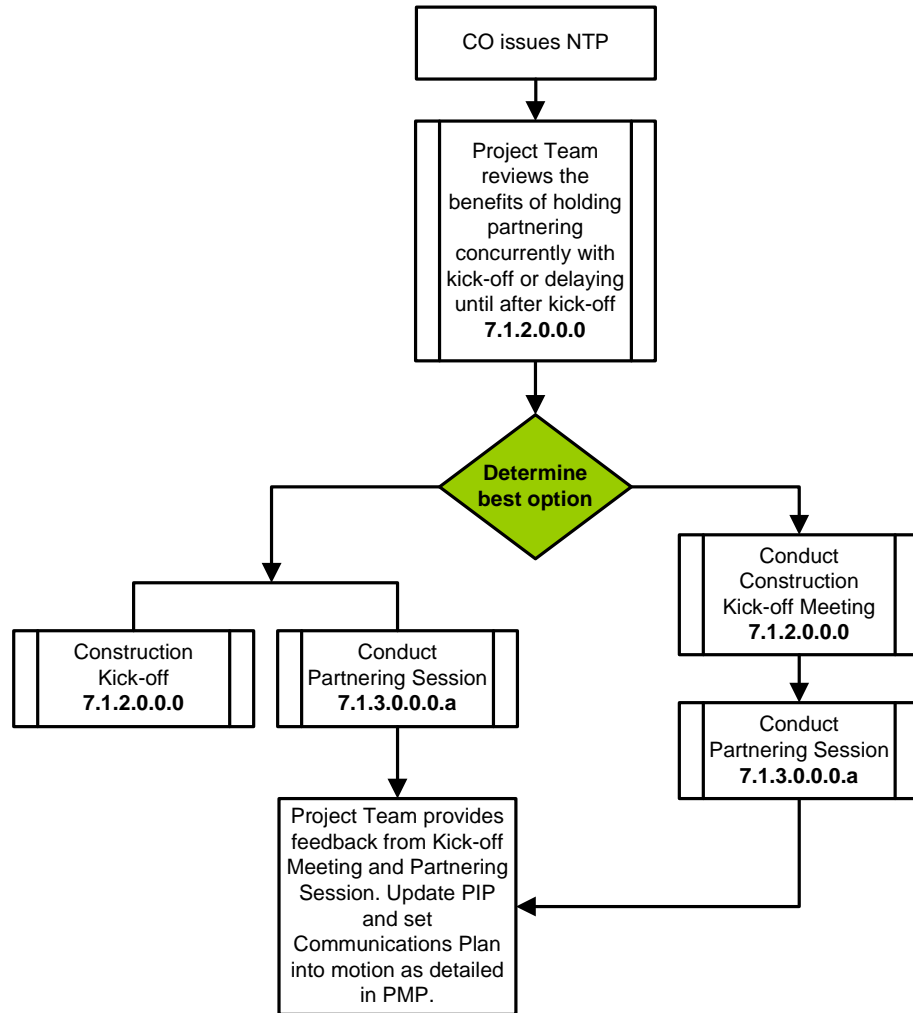 CO issues NTP
Project Team
reviews the
benefits of holding
partnering
concurrently with
kick-off or delaying
until after kick-off
7.1.2.0.0.0
Determine
best option
Construction
Kick-off
7.1.2.0.0.0
Conduct
Partnering Session
7.1.3.0.0.0.a
Conduct
Construction
Kick-off Meeting
7.1.2.0.0.0
Conduct
Partnering Session
7.1.3.0.0.0.a
Project Team provides
feedback from Kick-off
Meeting and Partnering
Session. Update PIP
and set
Communications Plan
into motion as detailed
in PMP.